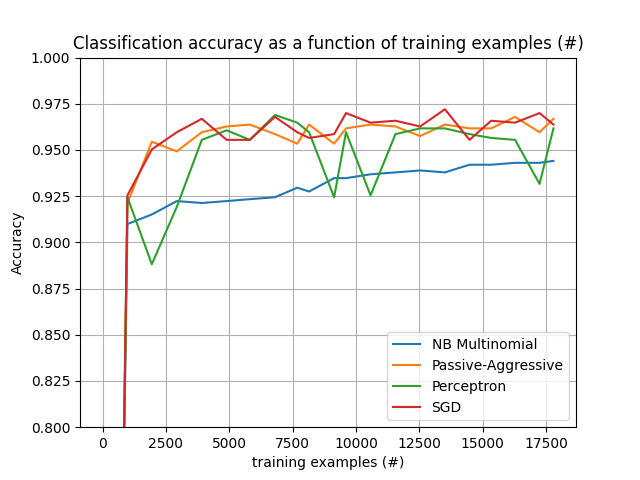 Classification accuracy as a function of training examples (#)
1.000
0.975
0.950
0.925
0.900
0.875
0.850
0.825
0.800
Accuracy
NB Multinomial
Passive-Aggressive
Perceptron
SGD
0 2500 5000 7500 10000 12500 15000 17500
training examples (#)